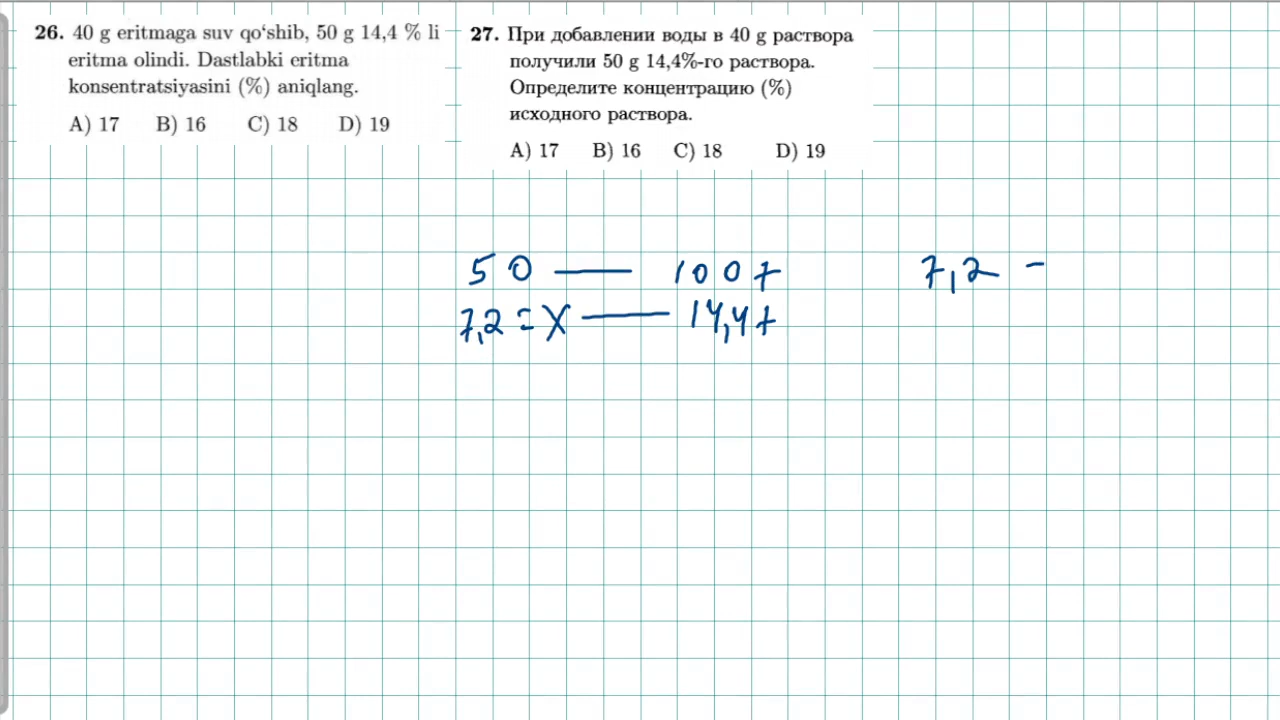 26. 40 g eritmaga suv qo‘shib, 50 g 14,4 % li
eritma olindi. Dastlabki eritma
konsentratsiyasini (%) aniqlang.
A) 17 B) 16 C) 18 D) 19
27. При добавлении воды в 40 g раствора
получили 50 g 14,4%-го раствора.
Определите концентрацию (%)
исходного раствора.
A) 17 B) 16 C) 18 D) 19
50 — 100%
7,2 = X — 14,4%
7,2 -